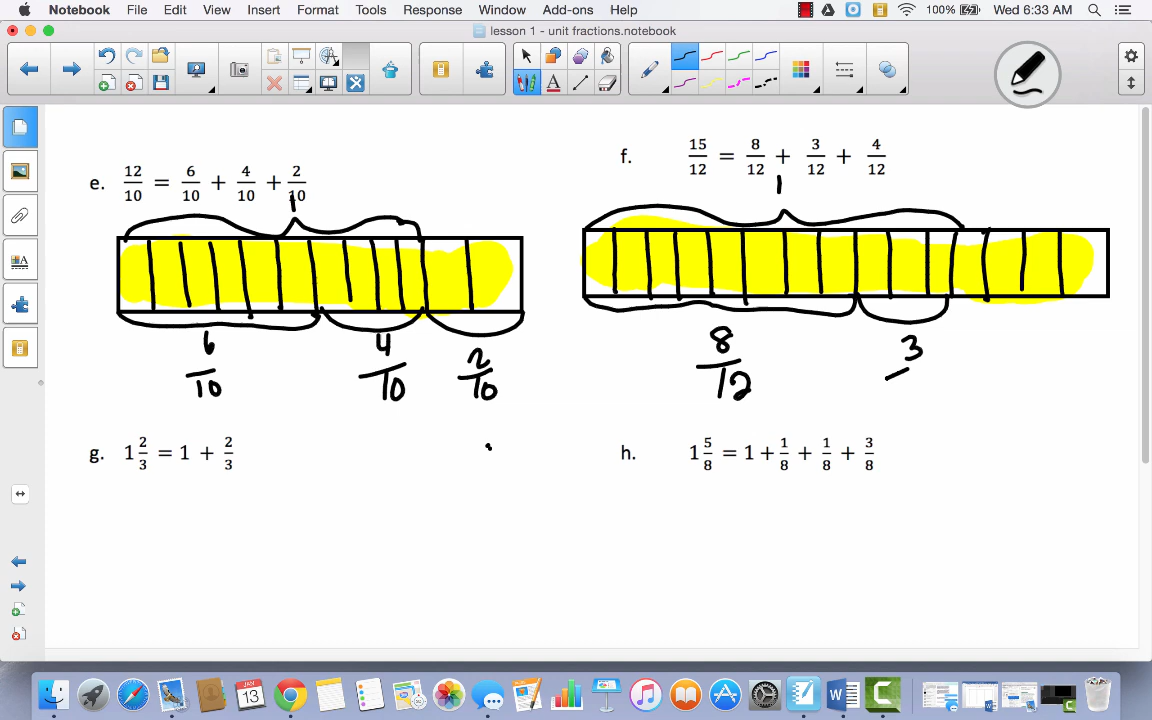 Notebook File Edit View Insert Format Tools Response Window Add-ons Help 100% Wed 6:33 AM
lesson 1 - unit fractions.notebook
e. 12/10 = 6/10 + 4/10 + 2/10
f. 15/12 = 8/12 + 3/12 + 4/12
1
1
6/10 4/10 2/10
8/12 3
g. 1 2/3 = 1 + 2/3
h. 1 5/8 = 1 + 1/8 + 1/8 + 3/8
JAN 13